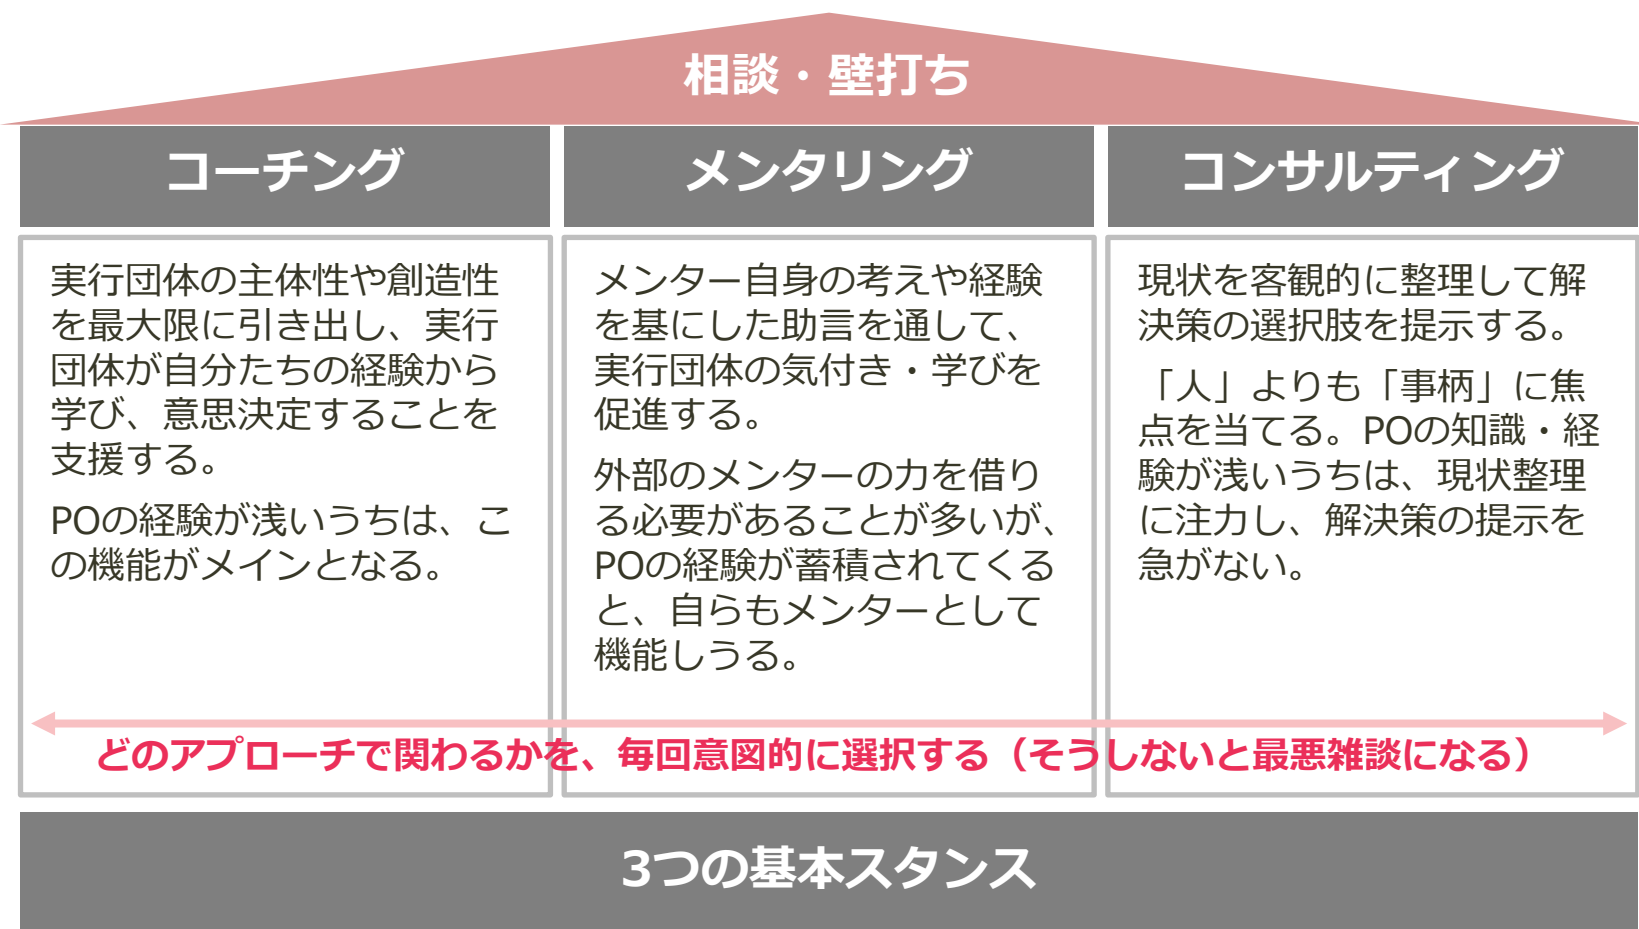 相談・壁打ち
コーチング
メンタリング
コンサルティング
実行団体の主体性や創造性
を最大限に引き出し、実行
団体が自分たちの経験から
学び、意思決定することを
支援する。
POの経験が浅いうちは、こ
の機能がメインとなる。
メンター自身の考えや経験
を基にした助言を通して、
実行団体の気付き・学びを
促進する。
外部のメンターの力を借り
る必要があることが多いが、
POの経験が蓄積されてくる
と、自らもメンターとして
機能しうる。
現状を客観的に整理して解
決策の選択肢を提示する。
「人」よりも「事柄」に焦
点を当てる。POの知識・経
験が浅いうちは、現状整理
に注力し、解決策の提示を
急がない。
どのアプローチで関わるかを、毎回意図的に選択する（そうしないと最悪雑談になる）
3つの基本スタンス